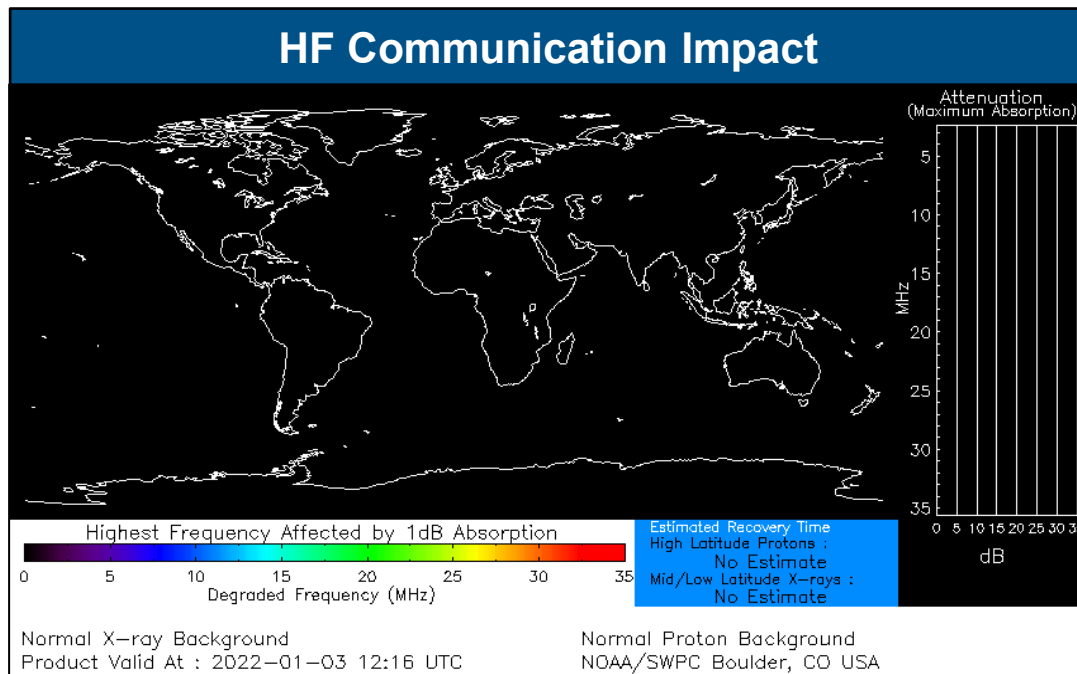 HF Communication Impact
Attenuation
(Maximum Absorption)
5
10
15
20
25
30
35
MHz
0 5 10 15 20 25 30 3
dB
Highest Frequency Affected by 1dB Absorption
0 5 10 15 20 25 30 35
Degraded Frequency (MHz)
Estimated Recovery Time
High Latitude Protons :
No Estimate
Mid/Low Latitude X-rays :
No Estimate
Normal X-ray Background
Product Valid At : 2022-01-03 12:16 UTC
Normal Proton Background
NOAA/SWPC Boulder, CO USA